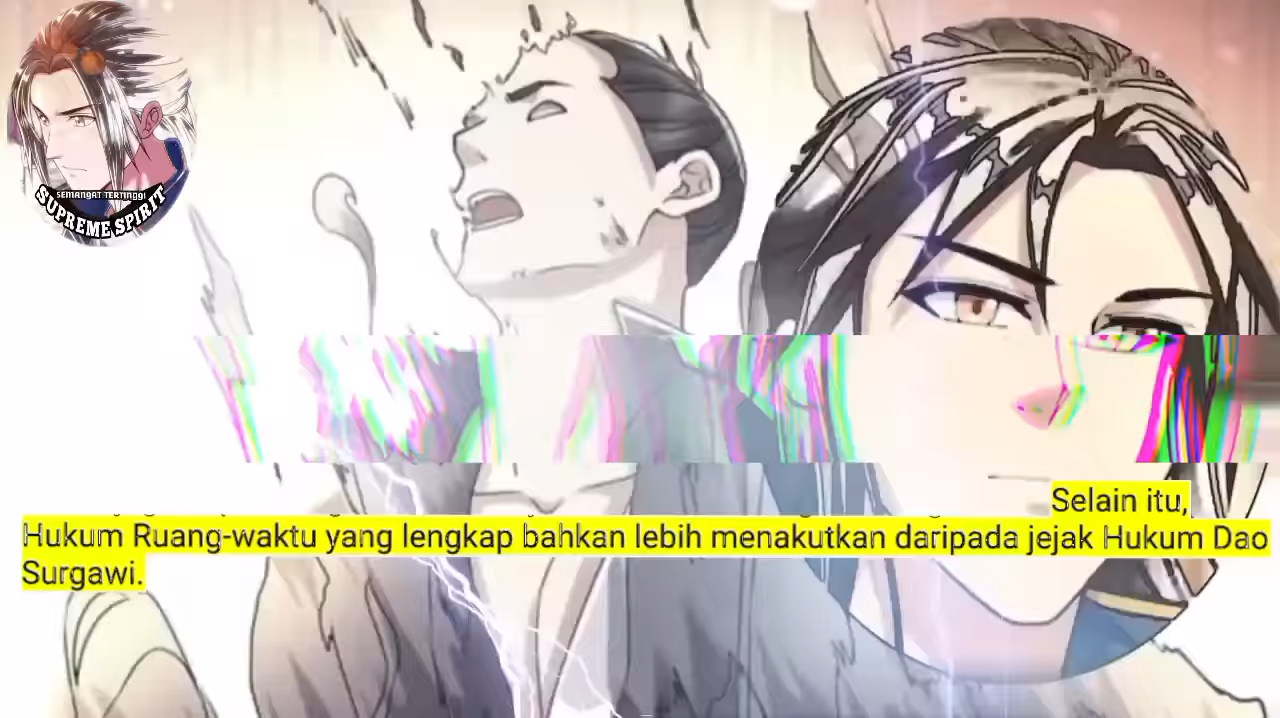 SEMANGAT TERTINGGI
SUPREME SPIRIT
Selain itu,
Hukum Ruang-waktu yang lengkap bahkan lebih menakutkan daripada jejak Hukum Dao
Surgawi.